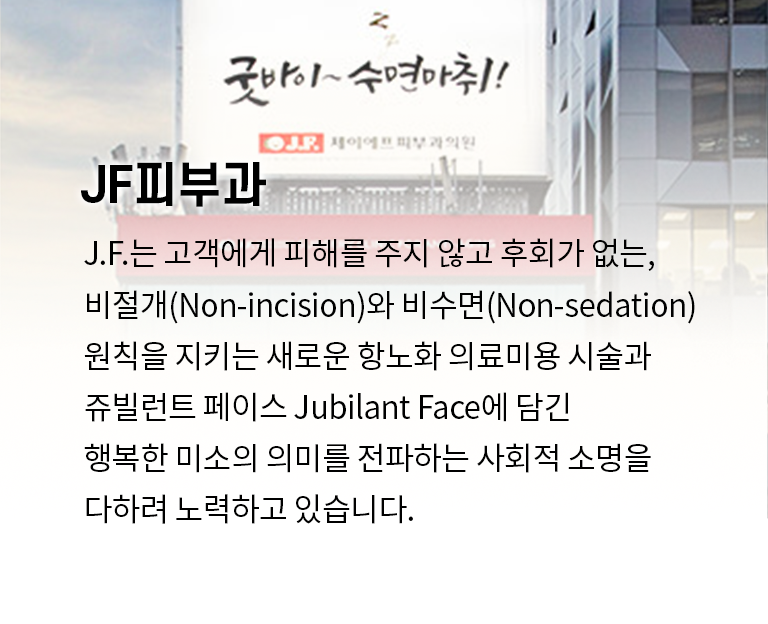 굿바이~ 수면마취!
J.F. 제이에프피부과의원
JF피부과
J.F.는 고객에게 피해를 주지 않고 후회가 없는,
비절개(Non-incision)와 비수면(Non-sedation)
원칙을 지키는 새로운 항노화 의료미용 시술과
쥬빌런트 페이스 Jubilant Face에 담긴
행복한 미소의 의미를 전파하는 사회적 소명을
다하려 노력하고 있습니다.